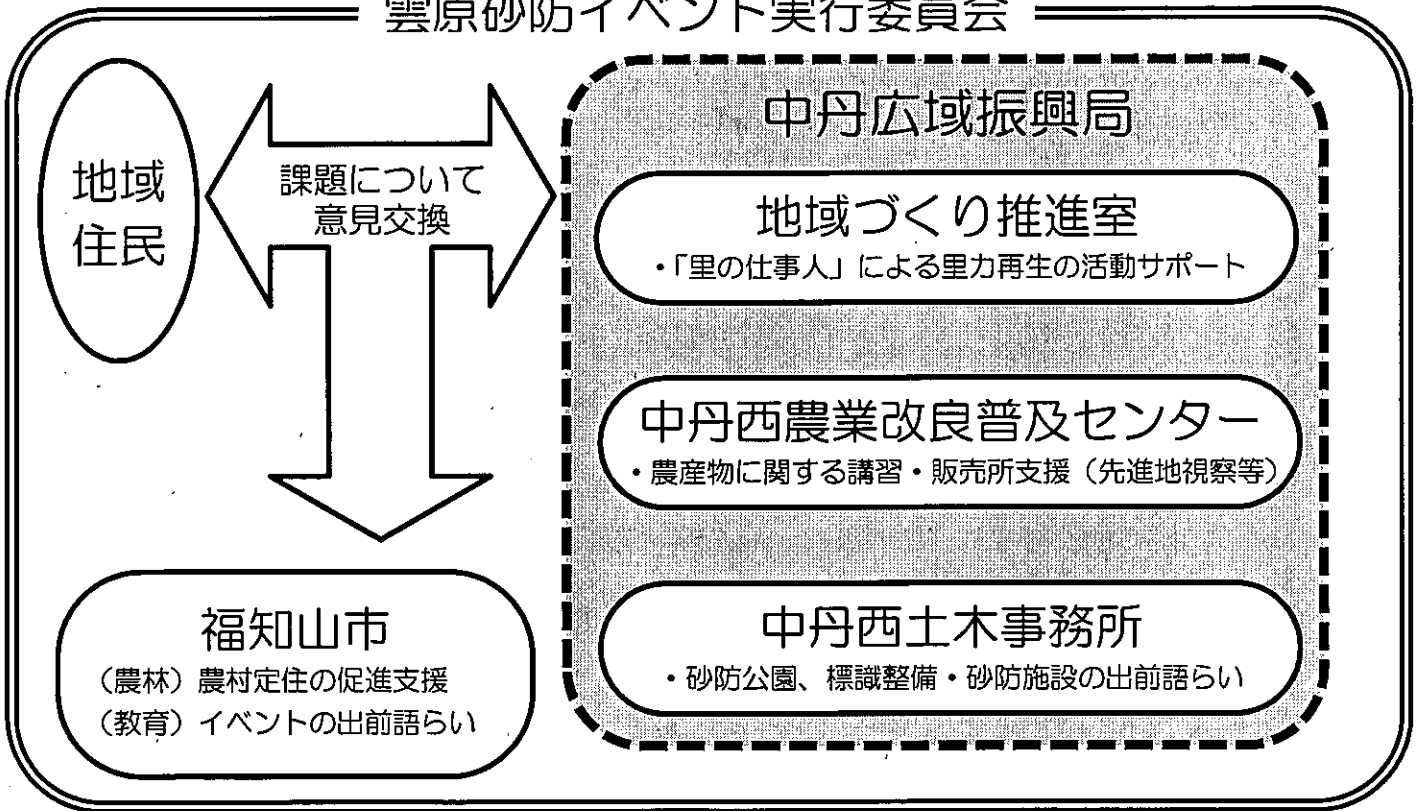 雲原砂防イベント実行委員会
地域
住民
課題について
意見交換
中丹広域振興局
地域づくり推進室
・「里の仕事人」による里力再生の活動サポート
中丹西農業改良普及センター
・農産物に関する講習・販売所支援（先進地視察等）
中丹西土木事務所
・砂防公園、標識整備・砂防施設の出前語らい
福知山市
（農林）農村定住の促進支援
（教育）イベントの出前語らい